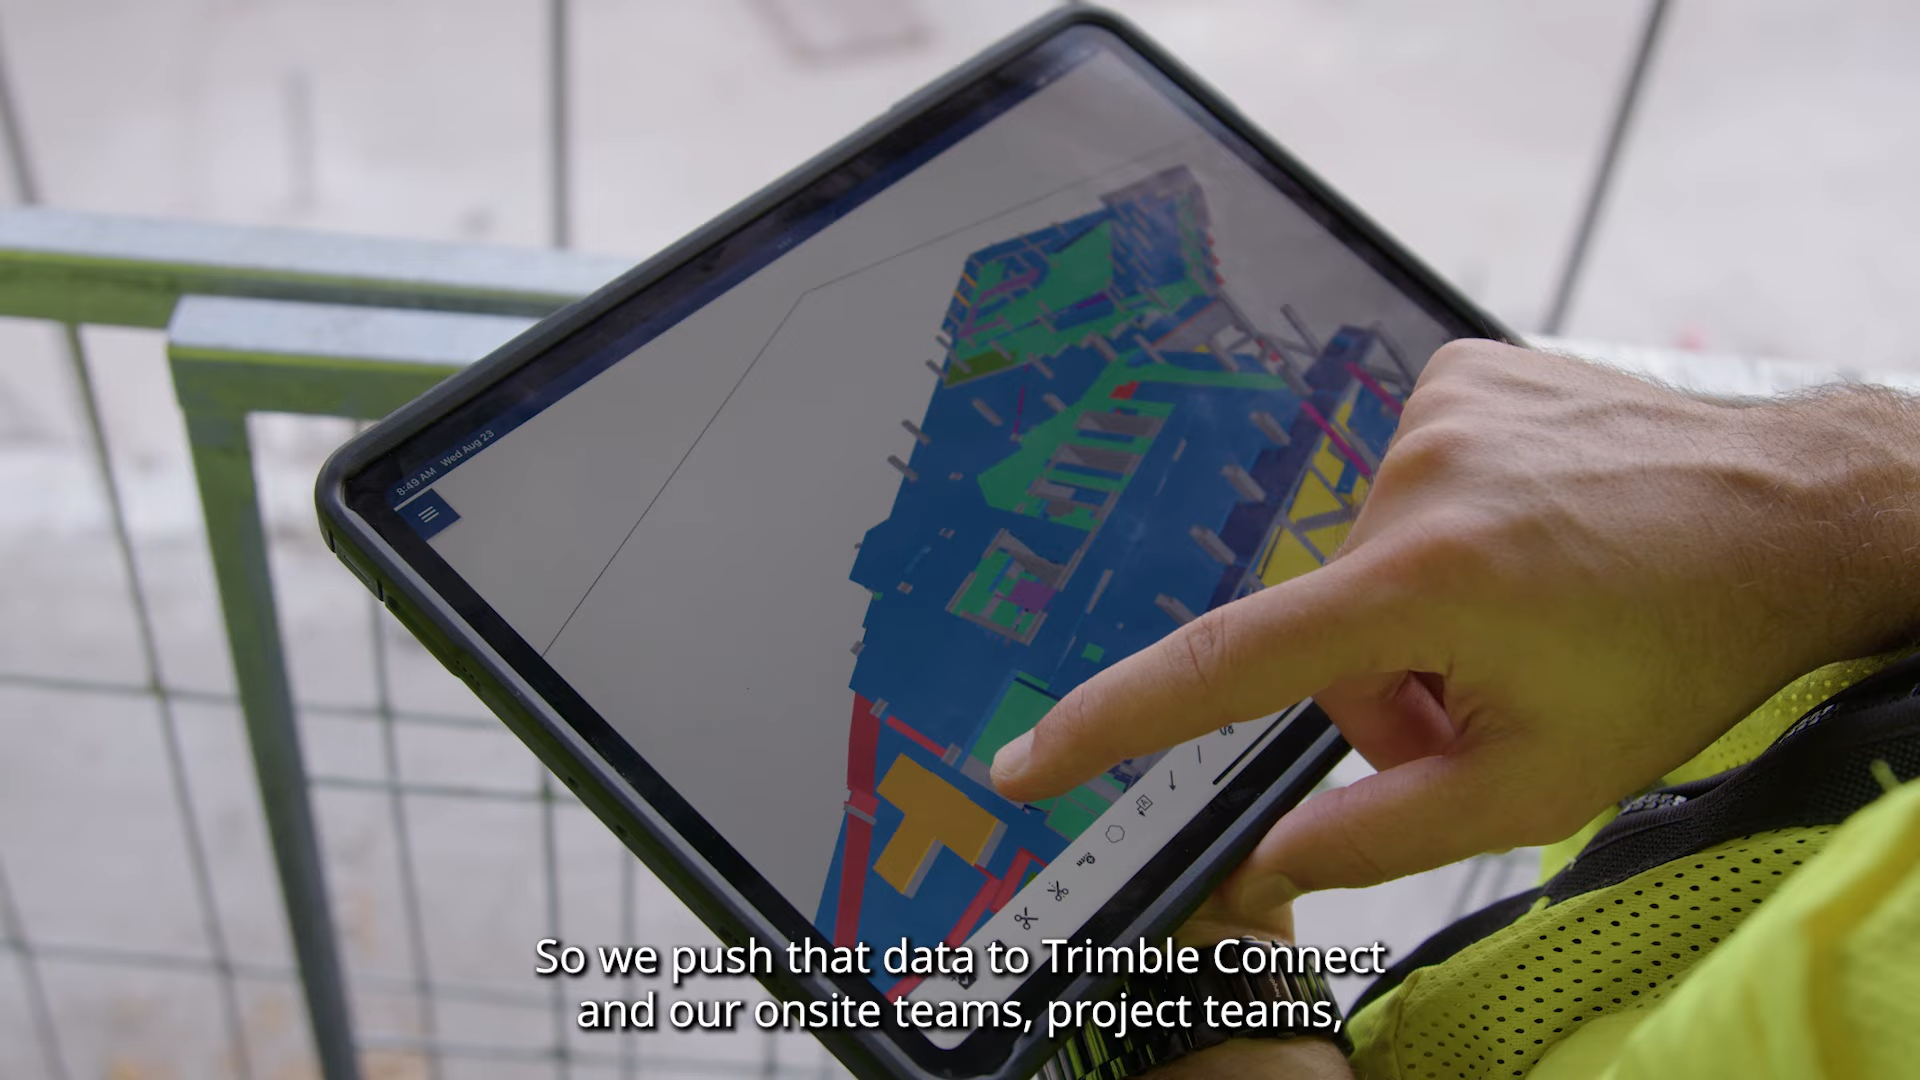 8:49 AM Wed Aug 23
So we push that data to Trimble Connect
and our onsite teams, project teams,